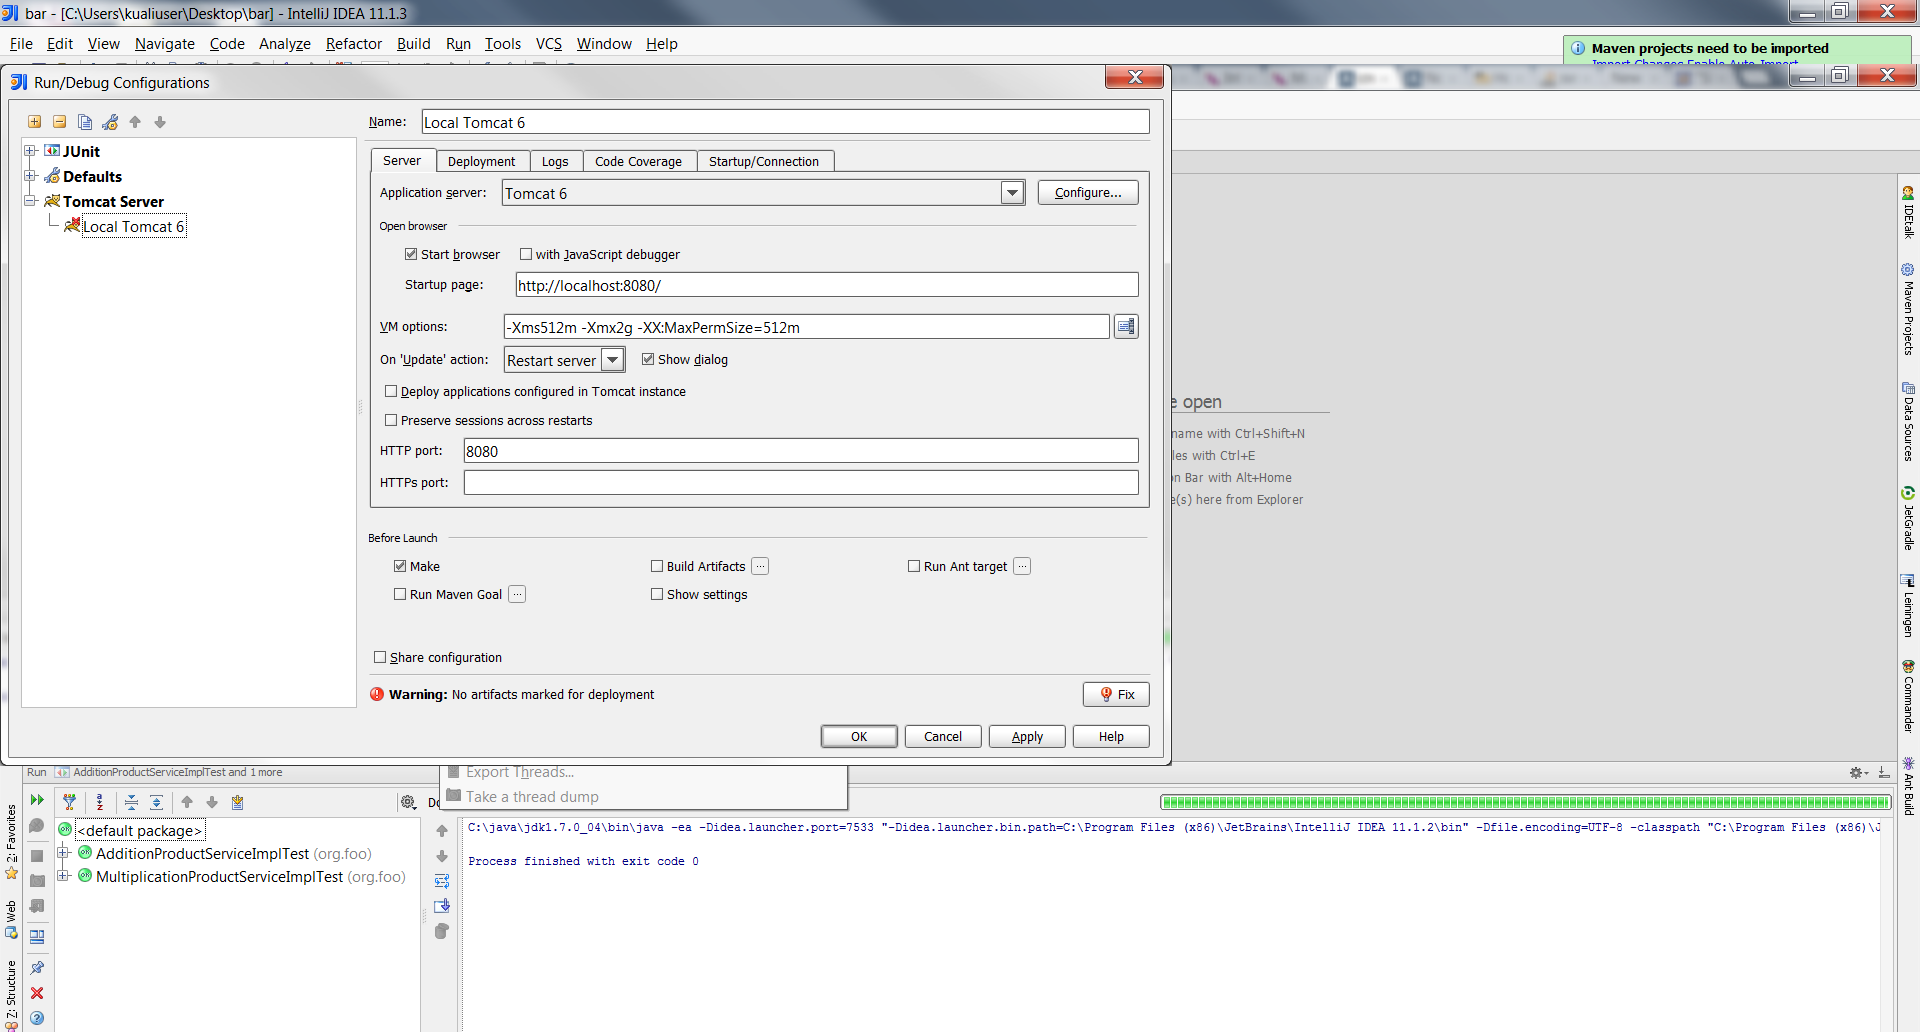 bar - [C:\Users\kualiuser\Desktop\bar] - IntelliJ IDEA 11.1.3
File Edit View Navigate Code Analyze Refactor Build Run Tools VCS Window Help
Maven projects need to be imported
Import Changes Enable Auto-Import
Run/Debug Configurations
Name: Local Tomcat 6
JUnit
Defaults
Tomcat Server
Local Tomcat 6
Server Deployment Logs Code Coverage Startup/Connection
Application server: Tomcat 6 Configure...
Open browser
Start browser with JavaScript debugger
Startup page: http://localhost:8080/
VM options: -Xms512m -Xmx2g -XX:MaxPermSize=512m
On 'Update' action: Restart server Show dialog
Deploy applications configured in Tomcat instance
Preserve sessions across restarts
HTTP port: 8080
HTTPs port:
Before Launch
Make Build Artifacts ... Run Ant target ...
Run Maven Goal ... Show settings
Share configuration
Warning: No artifacts marked for deployment Fix
OK Cancel Apply Help
e open
name with Ctrl+Shift+N
les with Ctrl+E
n Bar with Alt+Home
e(s) here from Explorer
IDEtalk
Maven Projects
Data Sources
JetGradle
Leiningen
Commander
Ant Build
Run AdditionProductServiceImplTest and 1 more
Export Threads...
Take a thread dump
Do
<default package>
AdditionProductServiceImplTest (org.foo)
MultiplicationProductServiceImplTest (org.foo)
C:\java\jdk1.7.0_04\bin\java -ea -Didea.launcher.port=7533 "-Didea.launcher.bin.path=C:\Program Files (x86)\JetBrains\IntelliJ IDEA 11.1.2\bin" -Dfile.encoding=UTF-8 -classpath "C:\Program Files (x86)\J
Process finished with exit code 0
2: Favorites
Web
Z: Structure